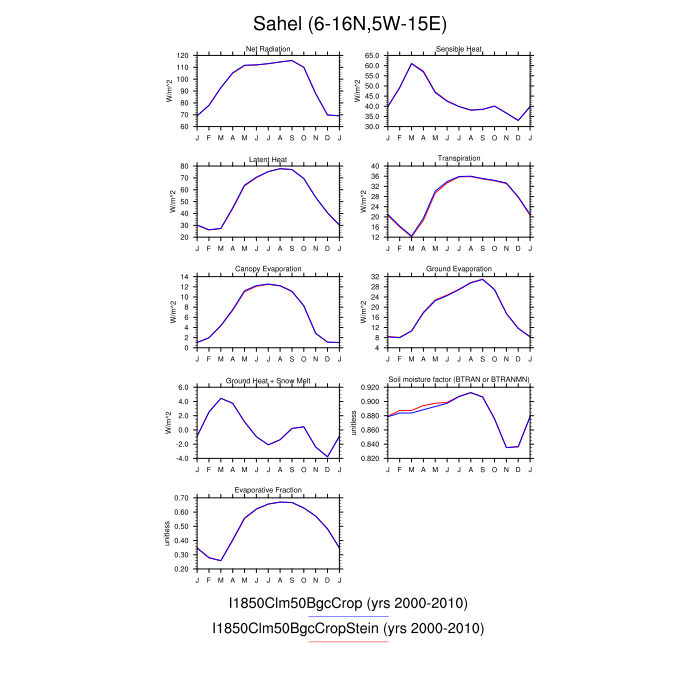 Sahel (6-16N,5W-15E)
Net Radiation
W/m^2
120
110
100
90
80
70
60
J F M A M J J A S O N D J
Sensible Heat
W/m^2
65.0
60.0
55.0
50.0
45.0
40.0
35.0
30.0
J F M A M J J A S O N D J
Latent Heat
W/m^2
80
70
60
50
40
30
20
J F M A M J J A S O N D J
Transpiration
W/m^2
40
36
32
28
24
20
16
12
J F M A M J J A S O N D J
Canopy Evaporation
W/m^2
14
12
10
8
6
4
2
0
J F M A M J J A S O N D J
Ground Evaporation
W/m^2
32
28
24
20
16
12
8
4
J F M A M J J A S O N D J
Ground Heat + Snow Melt
W/m^2
6.0
4.0
2.0
0.0
-2.0
-4.0
J F M A M J J A S O N D J
Soil moisture factor (BTRAN or BTRANMN)
unitless
0.920
0.900
0.880
0.860
0.840
0.820
J F M A M J J A S O N D J
Evaporative Fraction
unitless
0.70
0.60
0.50
0.40
0.30
0.20
J F M A M J J A S O N D J
I1850Clm50BgcCrop (yrs 2000-2010)
I1850Clm50BgcCropStein (yrs 2000-2010)